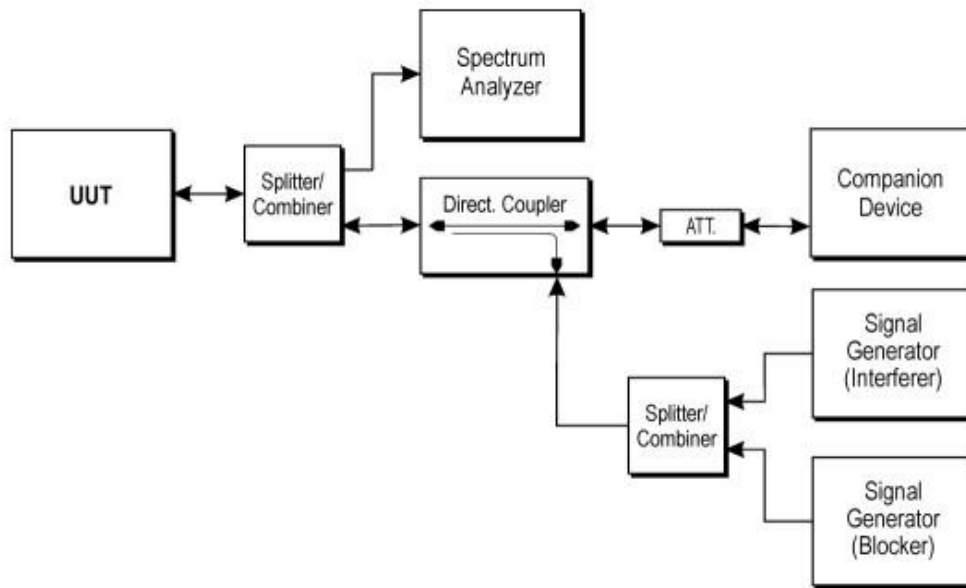 Spectrum
Analyzer
UUT
Splitter/
Combiner
Direct. Coupler
ATT.
Companion
Device
Signal
Generator
(Interferer)
Splitter/
Combiner
Signal
Generator
(Blocker)